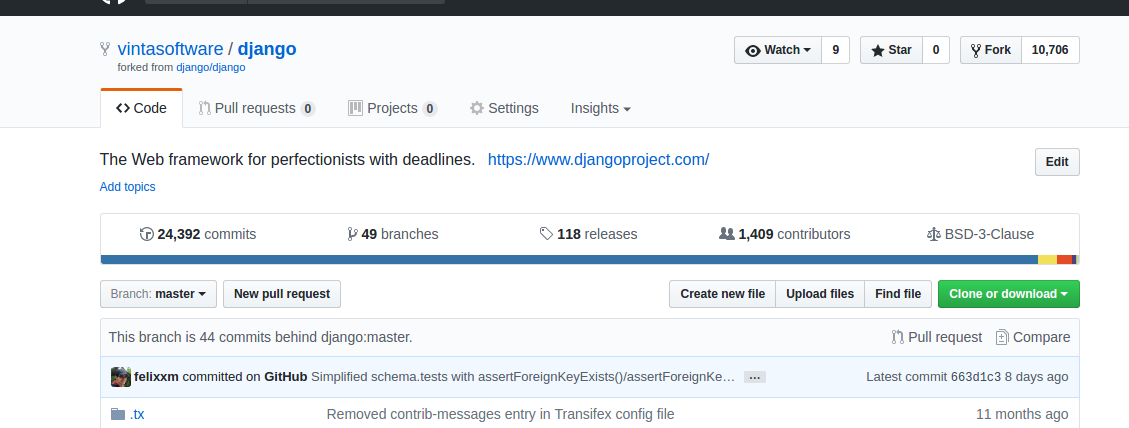 vintasoftware / django
forked from django/django
Watch 9 Star 0 Fork 10,706
Code Pull requests 0 Projects 0 Settings Insights
The Web framework for perfectionists with deadlines. https://www.djangoproject.com/ Edit
Add topics
24,392 commits 49 branches 118 releases 1,409 contributors BSD-3-Clause
Branch: master New pull request Create new file Upload files Find file Clone or download
This branch is 44 commits behind django:master. Pull request Compare
felixxm committed on GitHub Simplified schema.tests with assertForeignKeyExists()/assertForeignKe… ... Latest commit 663d1c3 8 days ago
.tx Removed contrib-messages entry in Transifex config file 11 months ago